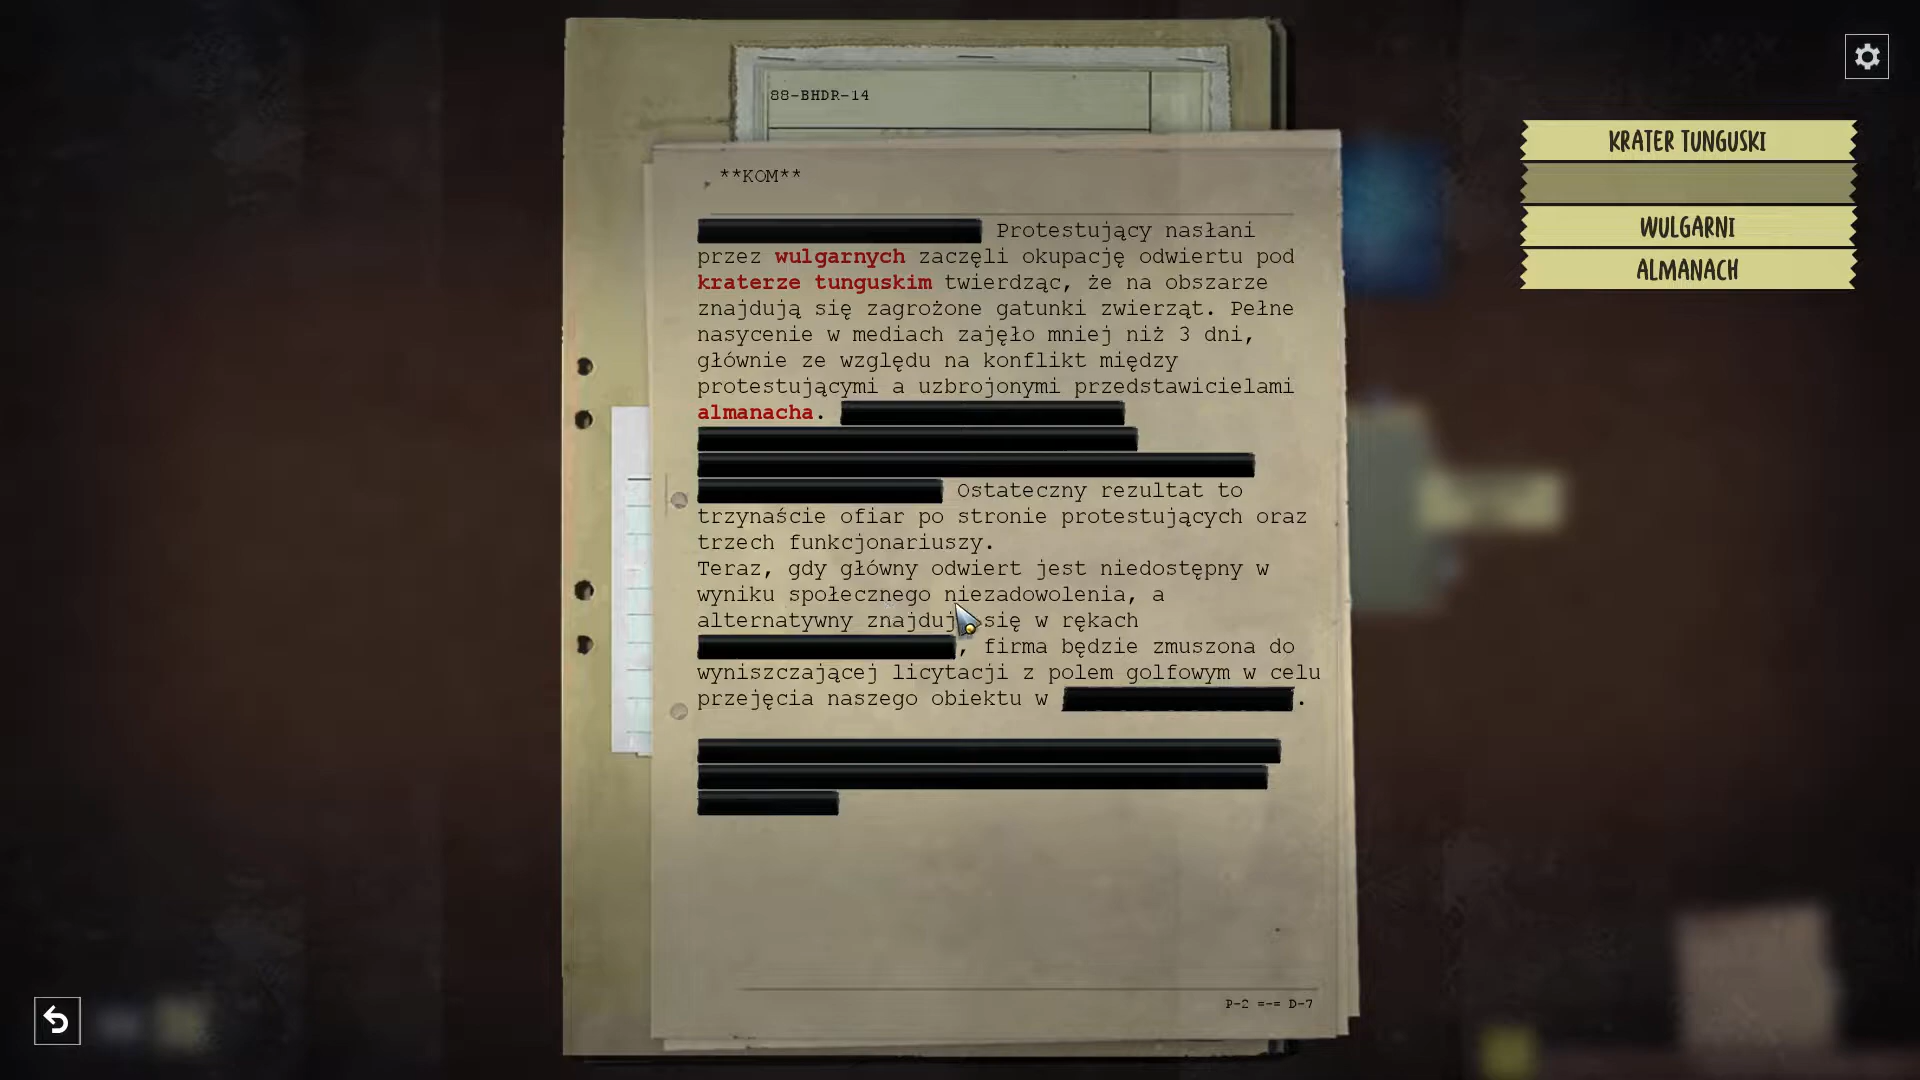 88-BHDR-14
**KOM**
Protestujący nasłani
przez wulgarnych zaczęli okupację odwiertu pod
kraterze tunguskim twierdząc, że na obszarze
znajdują się zagrożone gatunki zwierząt. Pełne
nasycenie w mediach zajęło mniej niż 3 dni,
głównie ze względu na konflikt między
protestującymi a uzbrojonymi przedstawicielami
almanacha.
Ostateczny rezultat to
trzynaście ofiar po stronie protestujących oraz
trzech funkcjonariuszy.
Teraz, gdy główny odwiert jest niedostępny w
wyniku społecznego niezadowolenia, a
alternatywny znajduj się w rękach
, firma będzie zmuszona do
wyniszczającej licytacji z polem golfowym w celu
przejęcia naszego obiektu w .
P-2 =-= D-7
KRATER TUNGUSKI
WULGARNI
ALMANACH